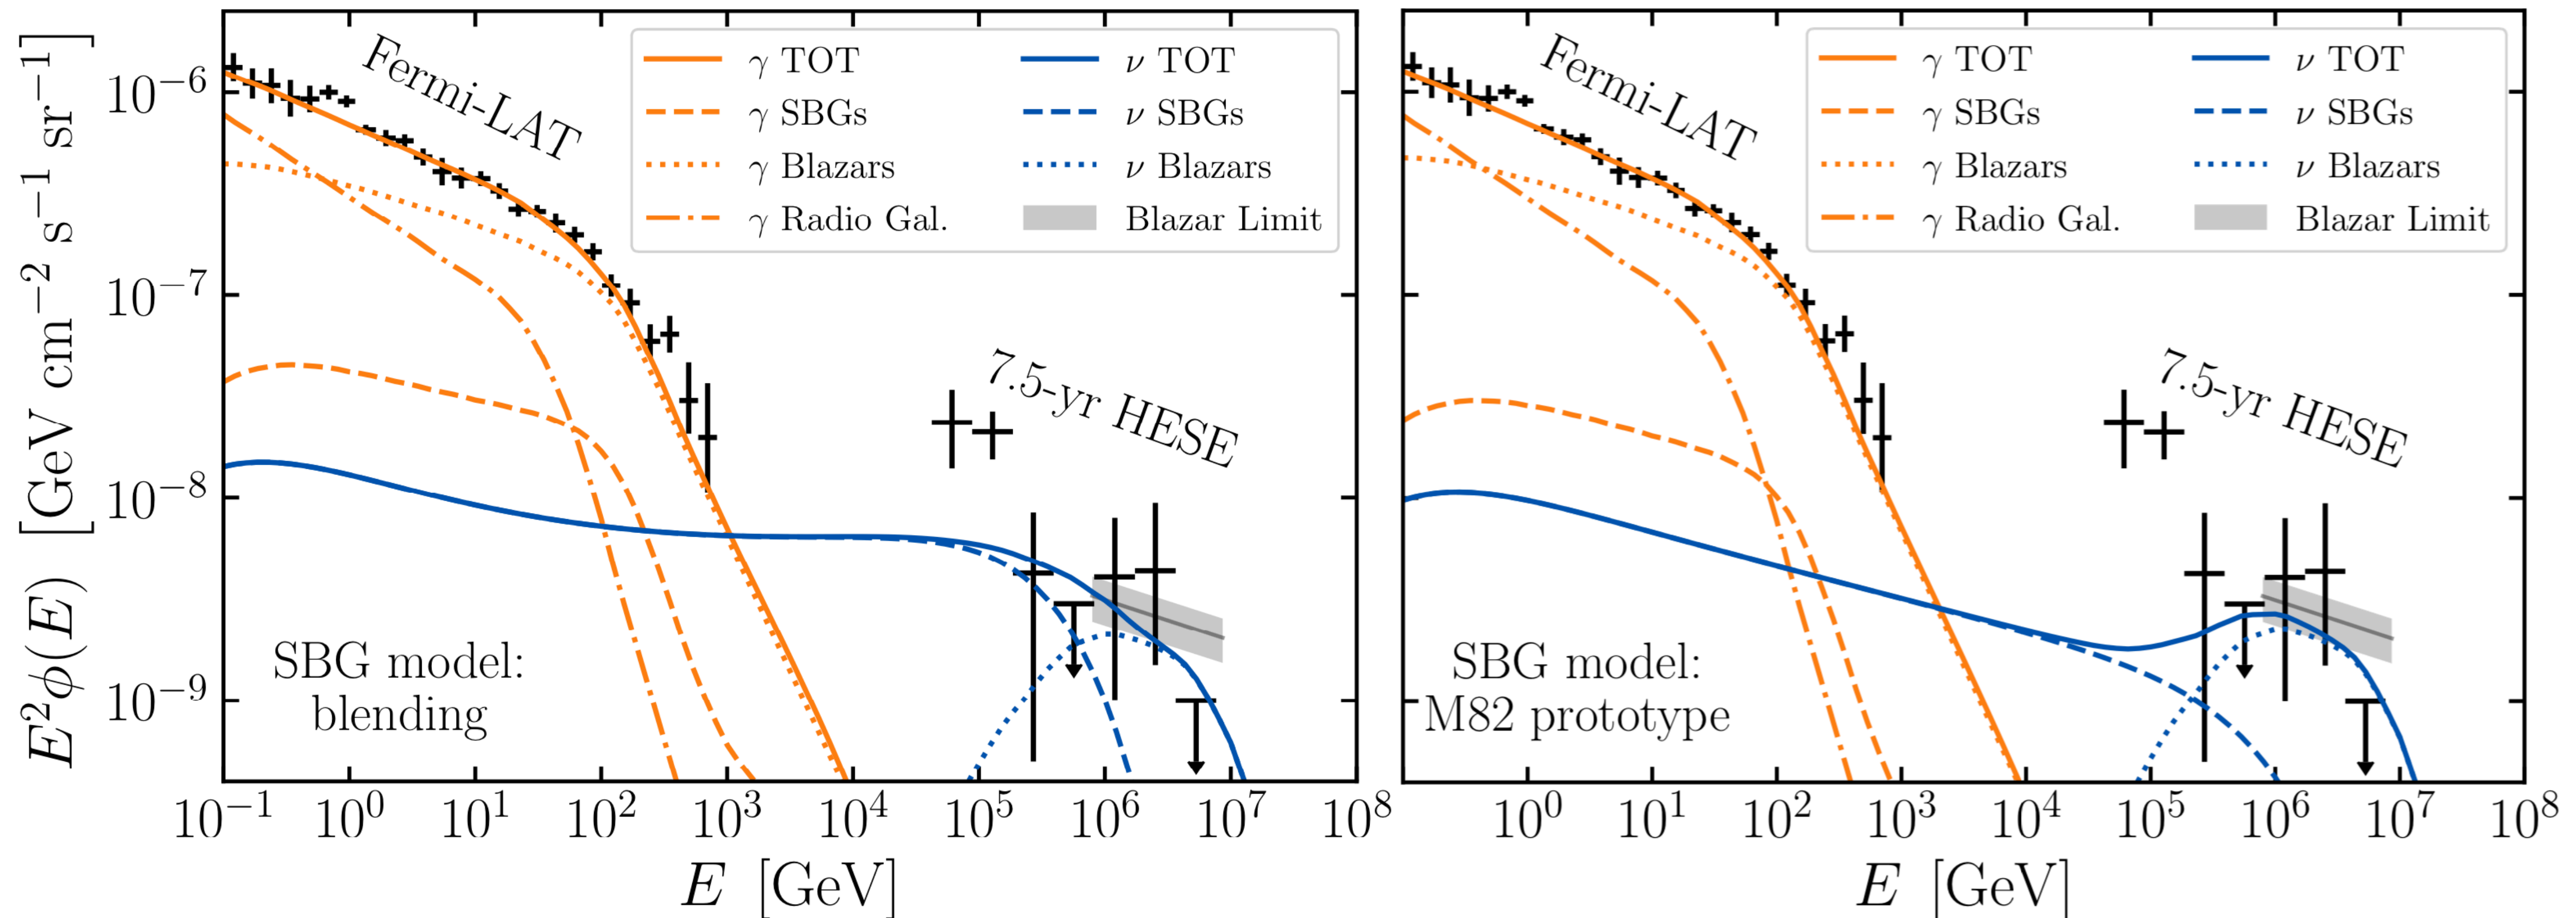 E²ϕ(E) [GeV cm⁻² s⁻¹ sr⁻¹]
10⁻⁶
10⁻⁷
10⁻⁸
10⁻⁹
Fermi-LAT
γ TOT
γ SBGs
γ Blazars
γ Radio Gal.
ν TOT
ν SBGs
ν Blazars
Blazar Limit
7.5-yr HESE
SBG model:
blending
10⁻¹ 10⁰ 10¹ 10² 10³ 10⁴ 10⁵ 10⁶ 10⁷ 10⁸
E [GeV]
Fermi-LAT
γ TOT
γ SBGs
γ Blazars
γ Radio Gal.
ν TOT
ν SBGs
ν Blazars
Blazar Limit
7.5-yr HESE
SBG model:
M82 prototype
10⁰ 10¹ 10² 10³ 10⁴ 10⁵ 10⁶ 10⁷ 10⁸
E [GeV]